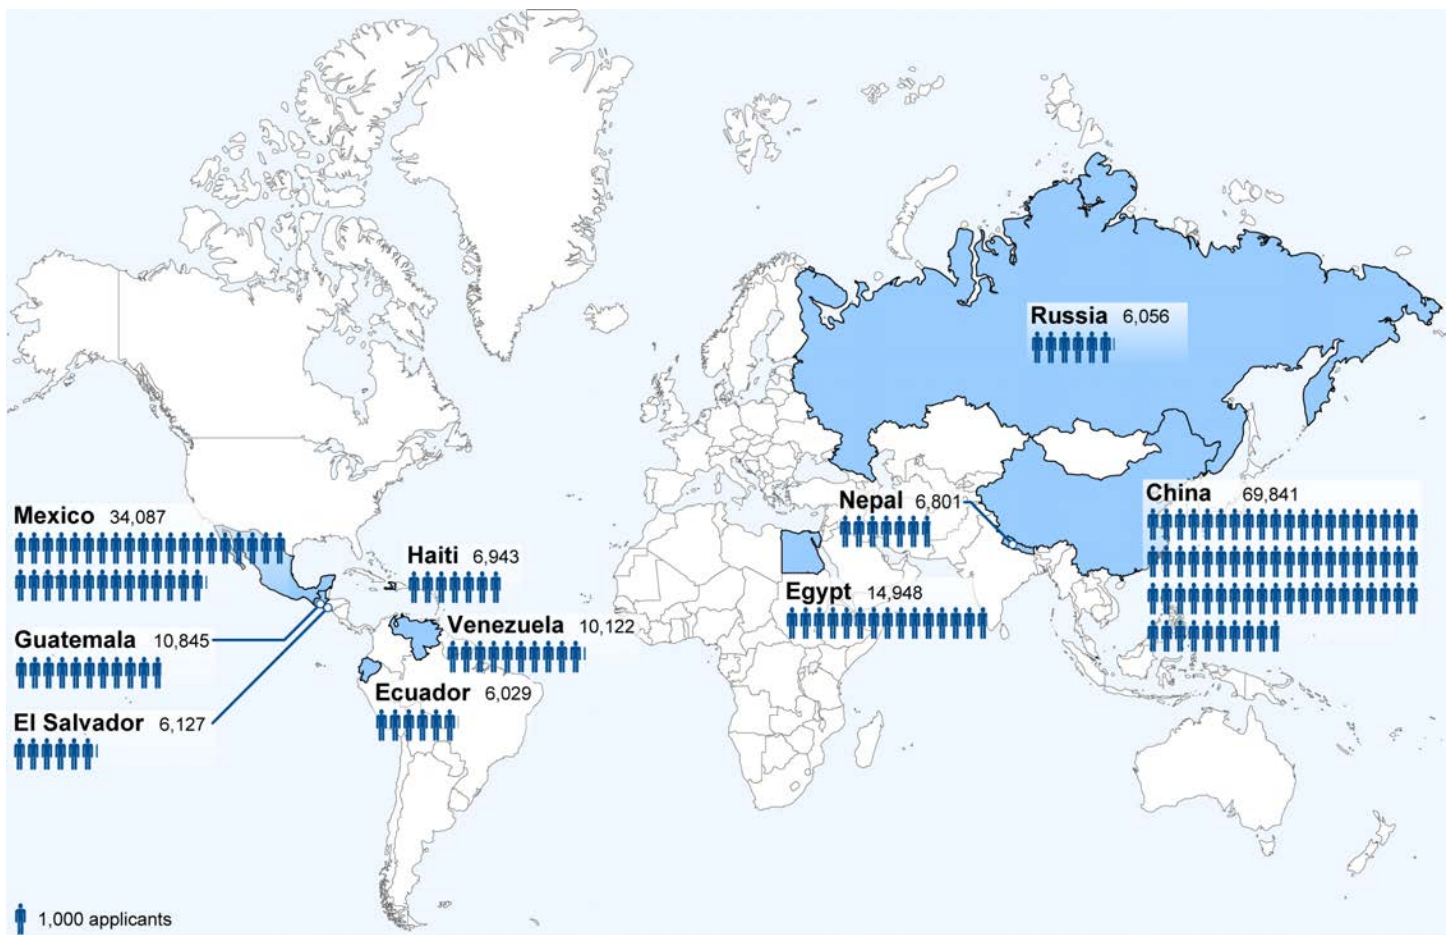 Russia 6,056
Mexico 34,087
Nepal 6,801
China 69,841
Haiti 6,943
Egypt 14,948
Guatemala 10,845
Venezuela 10,122
Ecuador 6,029
El Salvador 6,127
1,000 applicants